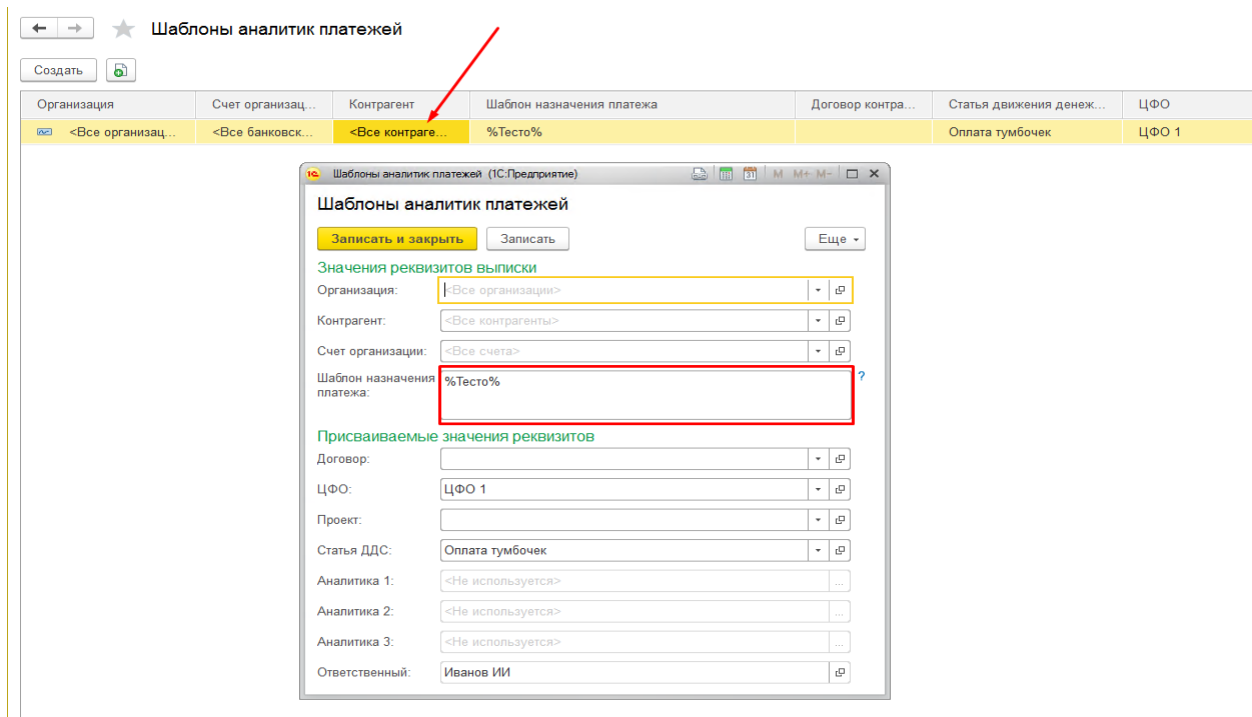 Шаблоны аналитик платежей
Создать
Организация Счет организац... Контрагент Шаблон назначения платежа Договор контра... Статья движения денеж... ЦФО
<Все организац... <Все банковск... <Все контраге... %Тесто% Оплата тумбочек ЦФО 1
1С Шаблоны аналитик платежей (1С:Предприятие) 31 M M+ M-
Шаблоны аналитик платежей
Записать и закрыть Записать Еще
Значения реквизитов выписки
Организация: <Все организации>
Контрагент: <Все контрагенты>
Счет организации: <Все счета>
Шаблон назначения %Тесто% ?
платежа:
Присваиваемые значения реквизитов
Договор:
ЦФО: ЦФО 1
Проект:
Статья ДДС: Оплата тумбочек
Аналитика 1: <Не используется> ...
Аналитика 2: <Не используется> ...
Аналитика 3: <Не используется> ...
Ответственный: Иванов ИИ